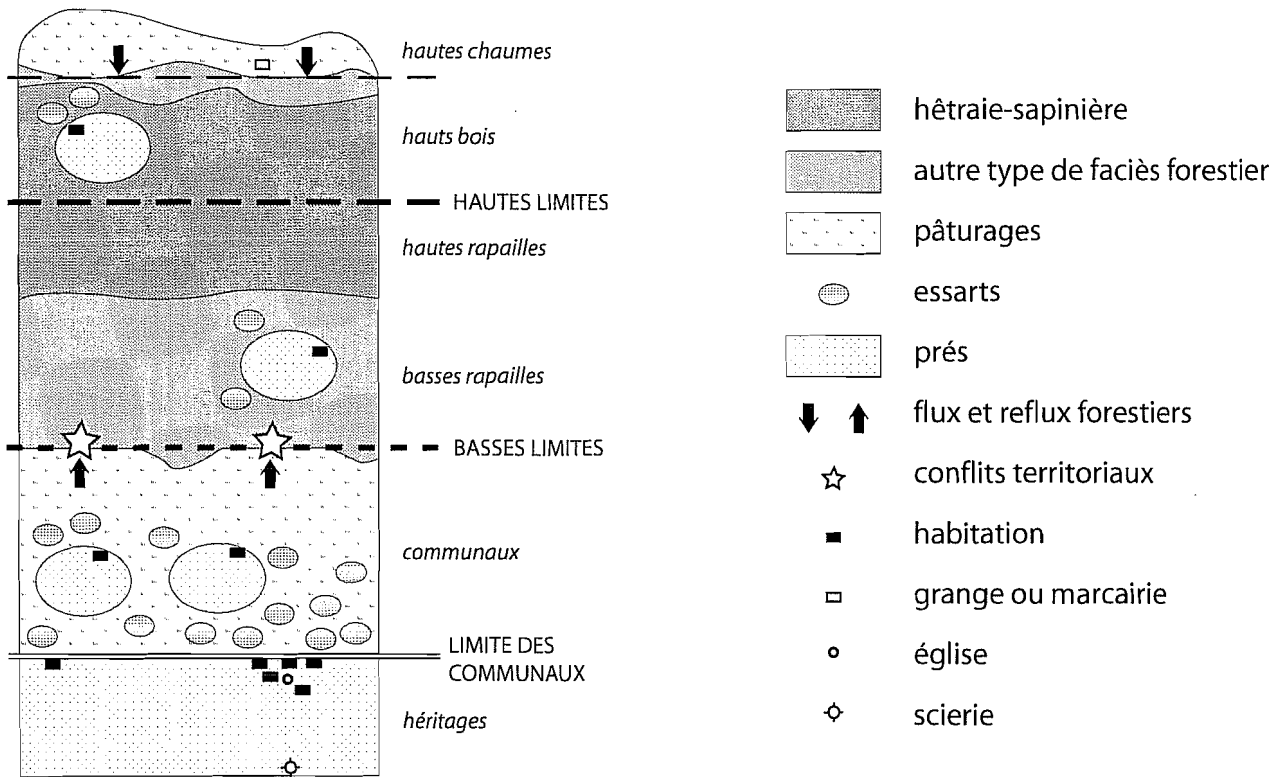 hautes chaumes
hauts bois
HAUTES LIMITES
hautes rapailles
basses rapailles
BASSES LIMITES
communaux
LIMITE DES
COMMUNAUX
héritages
hêtraie-sapinière
autre type de faciès forestier
pâturages
essarts
prés
flux et reflux forestiers
conflits territoriaux
habitation
grange ou marcairie
église
scierie